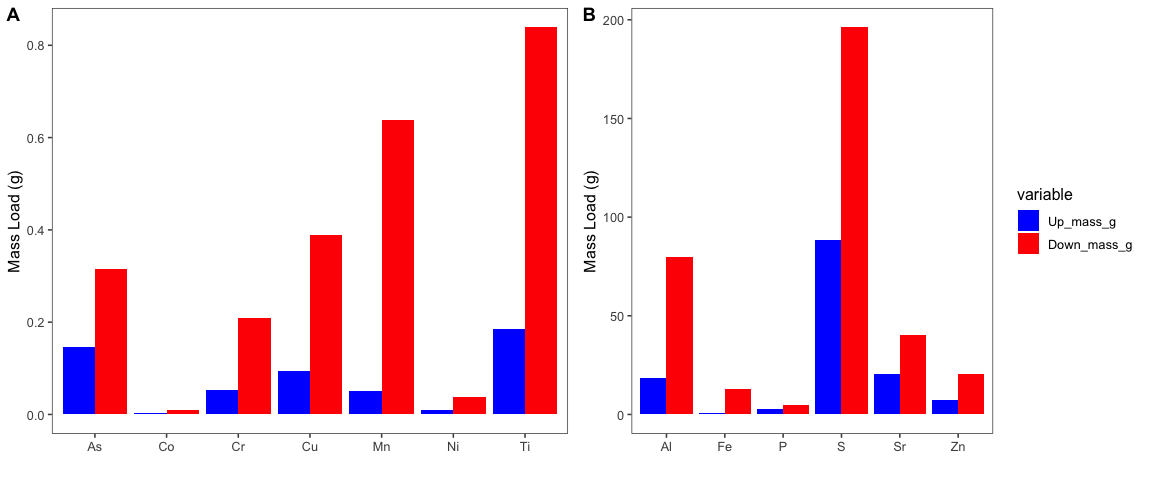 A
Mass Load (g)
0.8
0.6
0.4
0.2
0.0
As Co Cr Cu Mn Ni Ti
B
Mass Load (g)
200
150
100
50
0
Al Fe P S Sr Zn
variable
Up_mass_g
Down_mass_g